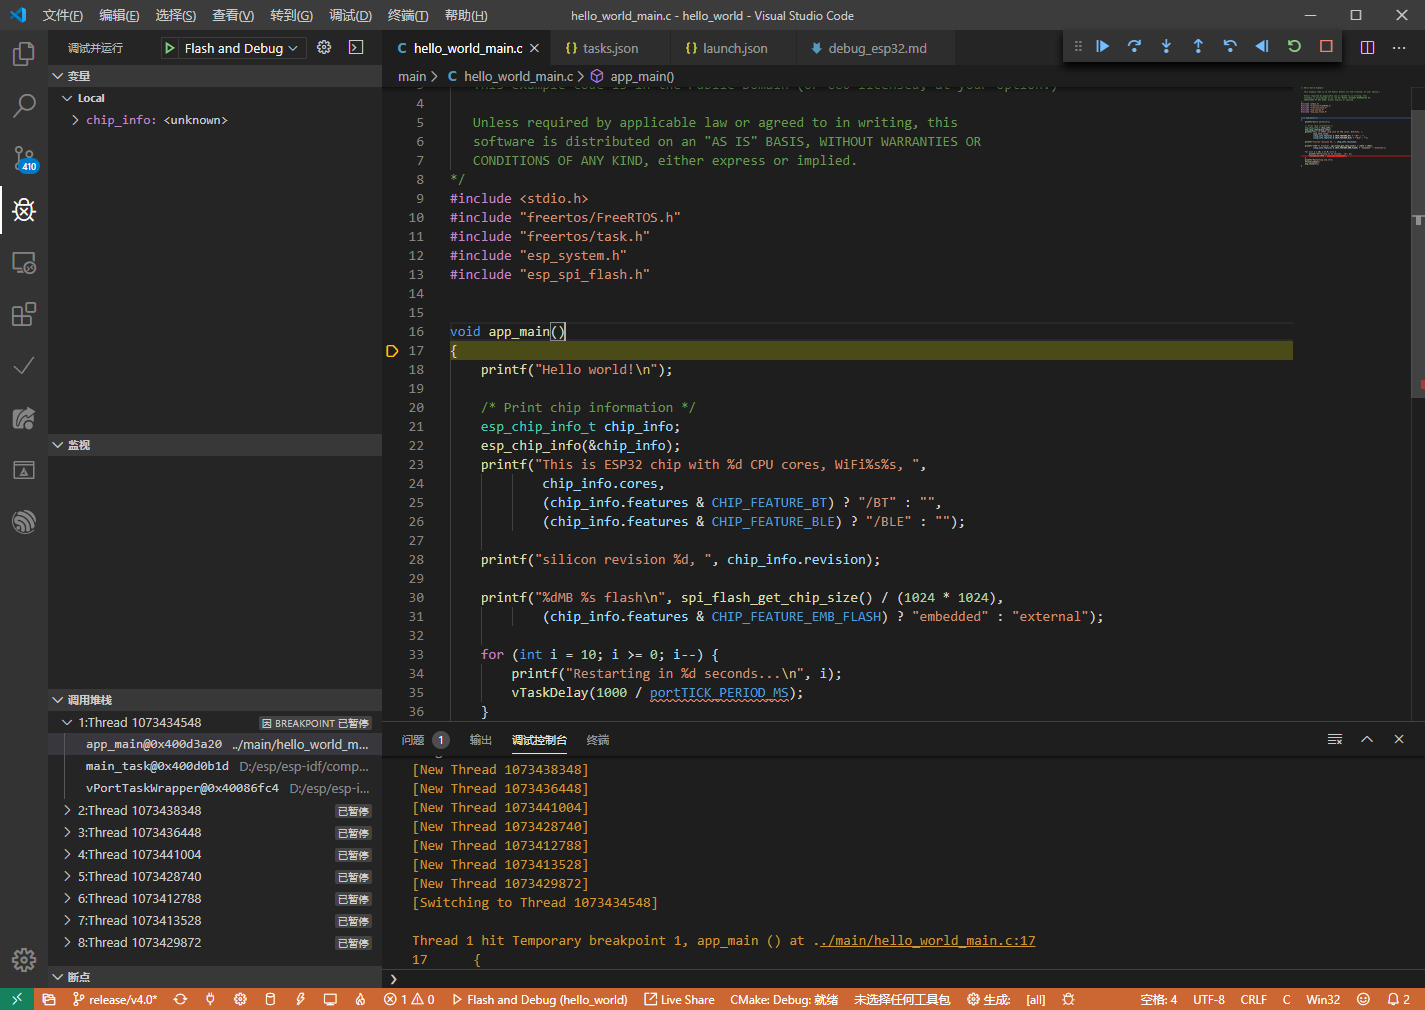 文件(F) 编辑(E) 选择(S) 查看(V) 转到(G) 调试(D) 终端(T) 帮助(H) hello_world_main.c - hello_world - Visual Studio Code
调试并运行 Flash and Debug
变量
Local
chip_info: <unknown>
410
监视
调用堆栈
1:Thread 1073434548 因 BREAKPOINT 已暂停
app_main@0x400d3a20 ../main/hello_world_m...
main_task@0x400d0b1d D:/esp/esp-idf/comp...
vPortTaskWrapper@0x40086fc4 D:/esp/esp-i...
2:Thread 1073438348 已暂停
3:Thread 1073436448 已暂停
4:Thread 1073441004 已暂停
5:Thread 1073428740 已暂停
6:Thread 1073412788 已暂停
7:Thread 1073413528 已暂停
8:Thread 1073429872 已暂停
断点
hello_world_main.c tasks.json launch.json debug_esp32.md
main > C hello_world_main.c > app_main()
4
5 Unless required by applicable law or agreed to in writing, this
6 software is distributed on an "AS IS" BASIS, WITHOUT WARRANTIES OR
7 CONDITIONS OF ANY KIND, either express or implied.
8 */
9 #include <stdio.h>
10 #include "freertos/FreeRTOS.h"
11 #include "freertos/task.h"
12 #include "esp_system.h"
13 #include "esp_spi_flash.h"
14
15
16 void app_main()
17 {
18 printf("Hello world!\n");
19
20 /* Print chip information */
21 esp_chip_info_t chip_info;
22 esp_chip_info(&chip_info);
23 printf("This is ESP32 chip with %d CPU cores, WiFi%s%s, ",
24 chip_info.cores,
25 (chip_info.features & CHIP_FEATURE_BT) ? "/BT" : "",
26 (chip_info.features & CHIP_FEATURE_BLE) ? "/BLE" : "");
27
28 printf("silicon revision %d, ", chip_info.revision);
29
30 printf("%dMB %s flash\n", spi_flash_get_chip_size() / (1024 * 1024),
31 (chip_info.features & CHIP_FEATURE_EMB_FLASH) ? "embedded" : "external");
32
33 for (int i = 10; i >= 0; i--) {
34 printf("Restarting in %d seconds...\n", i);
35 vTaskDelay(1000 / portTICK_PERIOD_MS);
36 }
问题 1 输出 调试控制台 终端
[New Thread 1073438348]
[New Thread 1073436448]
[New Thread 1073441004]
[New Thread 1073428740]
[New Thread 1073412788]
[New Thread 1073413528]
[New Thread 1073429872]
[Switching to Thread 1073434548]
Thread 1 hit Temporary breakpoint 1, app_main () at ../main/hello_world_main.c:17
17 {
release/v4.0* 1 0 Flash and Debug (hello_world) Live Share CMake: Debug: 就绪 未选择任何工具包 生成: [all] 空格: 4 UTF-8 CRLF C Win32 2